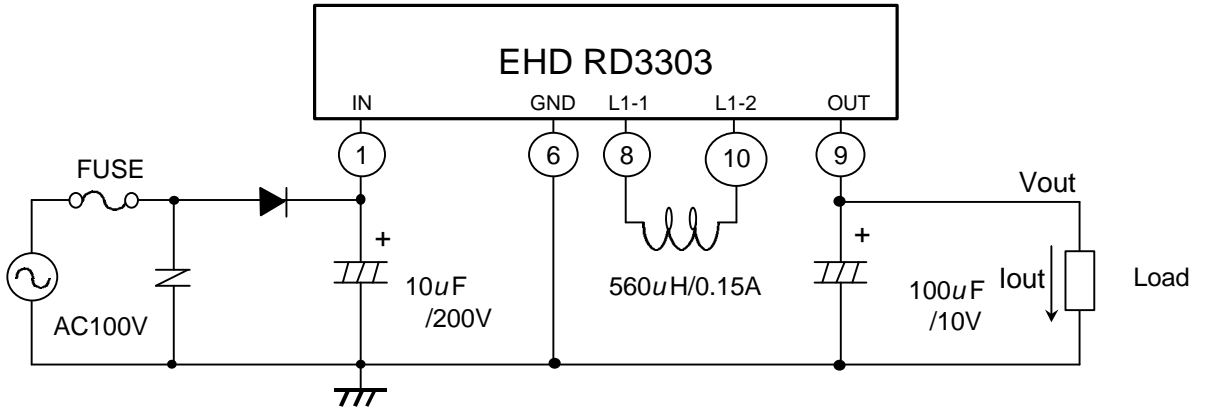 EHD RD3303
IN
GND
L1-1
L1-2
OUT
1
6
8
10
9
FUSE
Vout
+
+
AC100V
10uF
/200V
560uH/0.15A
100uF
/10V
Iout
Load